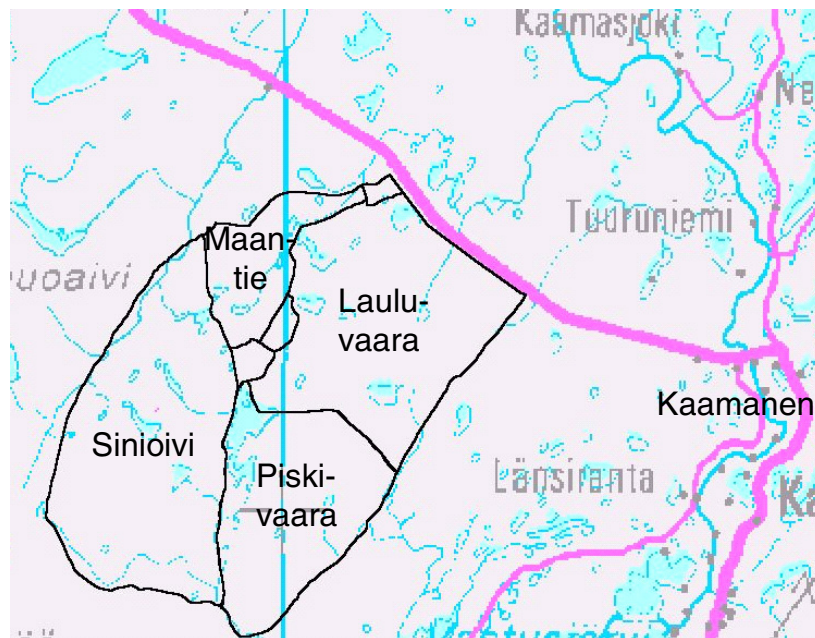 Kaamasjoki
Tuuruniemi
uoaivi
Maan-
tie
Laulu-
vaara
Kaamanen
Sinioivi
Länsiranta
Piski-
vaara